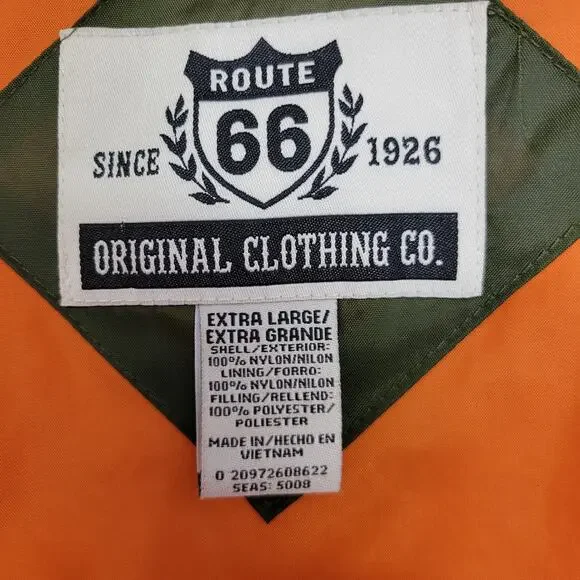 ROUTE
66
SINCE 1926
ORIGINAL CLOTHING CO.
EXTRA LARGE/
EXTRA GRANDE
SHELL/EXTERIOR:
100% NYLON/NILON
LINING/FORRO:
100% NYLON/NILON
FILLING/RELLENO:
100% POLYESTER/
POLIESTER
MADE IN/HECHO EN
VIETNAM
0 20972608622
SEAS: 5008